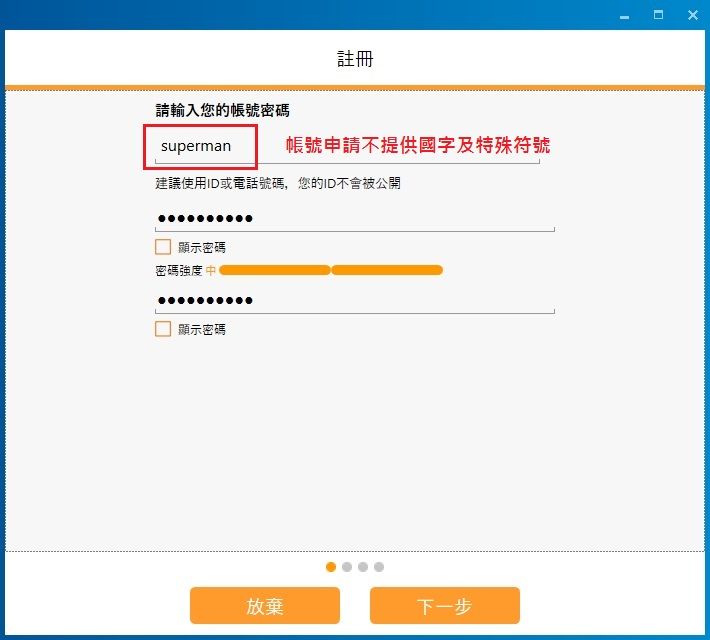 註冊
請輸入您的帳號密碼
superman 帳號申請不提供國字及特殊符號
建議使用ID或電話號碼，您的ID不會被公開
●●●●●●●●●●
顯示密碼
密碼強度 中
●●●●●●●●●●
顯示密碼
放棄 下一步